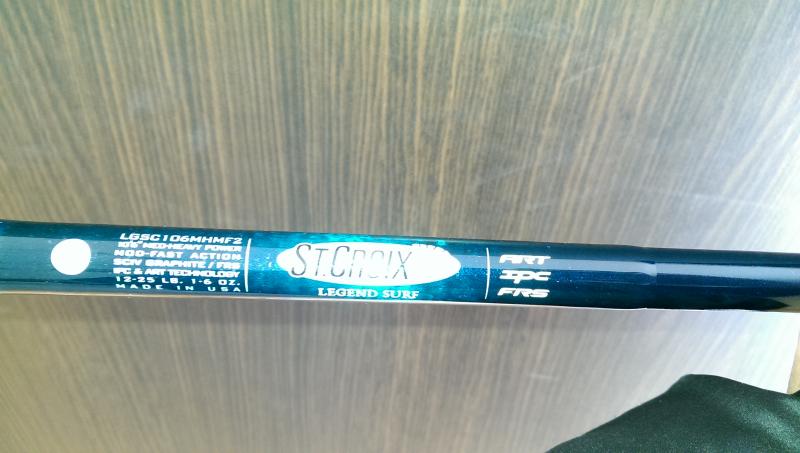 LGSC106MHMF2
10'6" MED-HEAVY POWER
MOD-FAST ACTION
SCIV GRAPHITE / FRS
IPC & ART TECHNOLOGY
12-25 LB. 1-6 OZ.
MADE IN USA
ST.CROIX
LEGEND SURF
ART
IPC
FRS